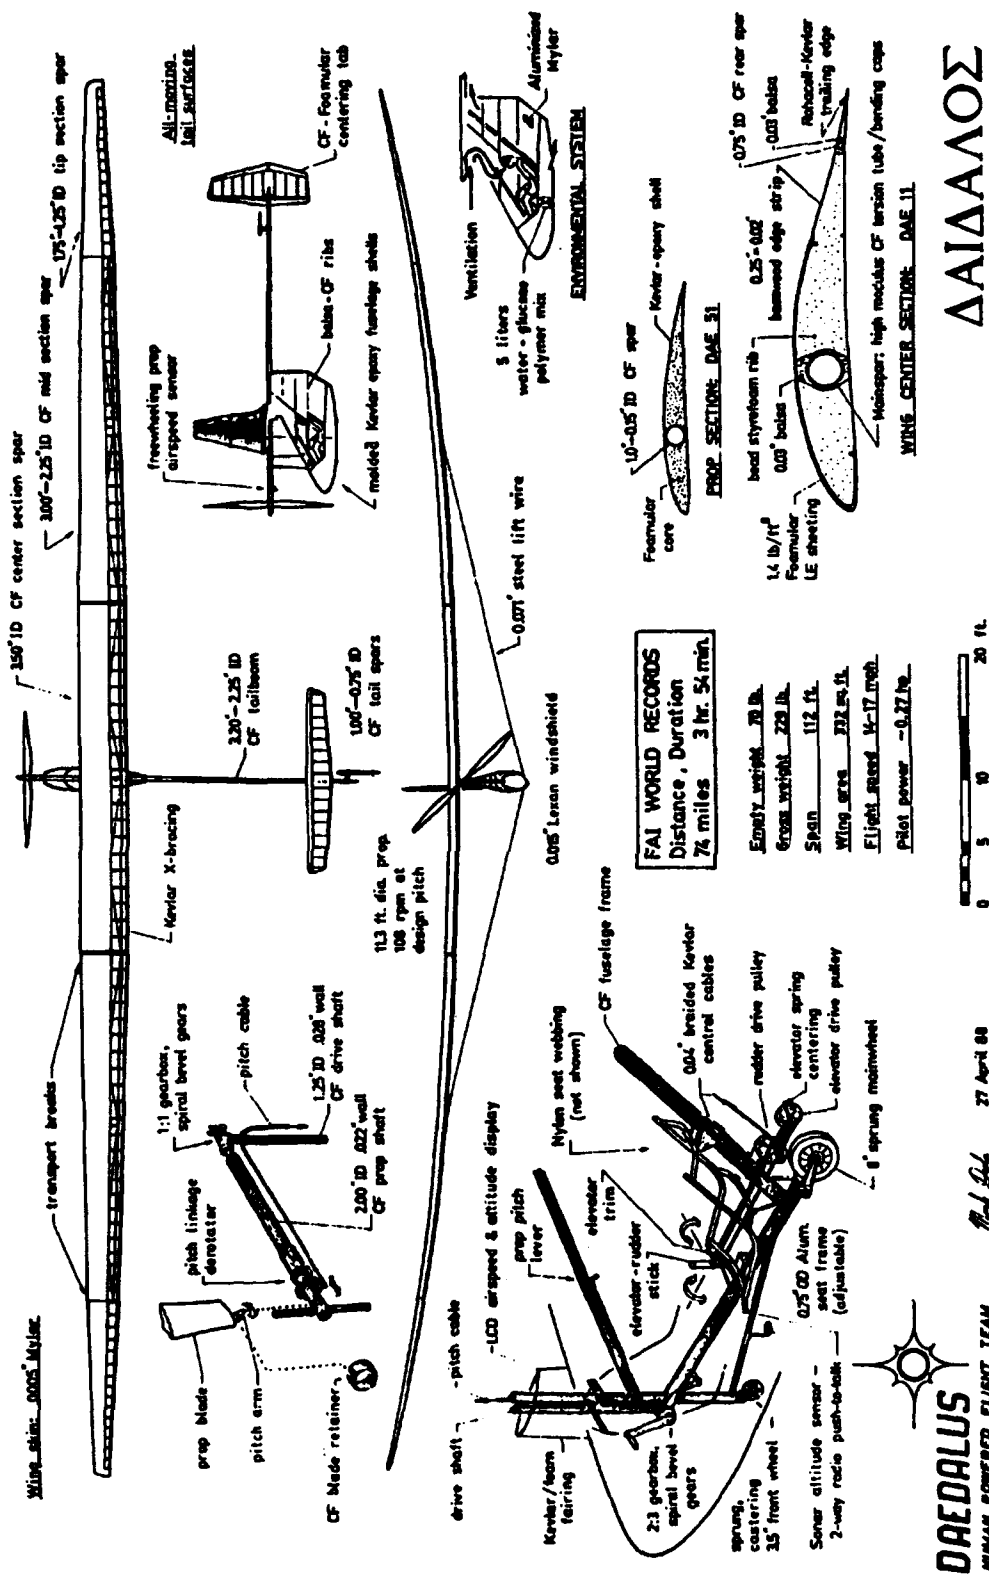 Wing skin: .0005" Mylar
transport breaks
3.50" ID CF center section spar
3.00"-2.25" ID CF mid section spar
1.75"-1.25" ID tip section spar
Kevlar X-bracing
3.20"-2.25" ID
CF tailbeam
1.00"-0.75" ID
CF tail spars
prop blade
pitch arm
CF blade retainer
pitch linkage
derotator
1:1 gearbox,
spiral bevel gears
pitch cable
1.25" ID .028" wall
CF drive shaft
2.00" ID .022" wall
CF prop shaft
freewheeling prop
airspeed sensor
All-moving
tail surfaces
CF-Foamular
centering tab
balsa-CF ribs
molded Kevlar epoxy fuselage shells
11.3 ft. dia. prop
108 rpm at
design pitch
0.071" steel lift wire
0.015" Lexan windshield
Ventilation
5 liters
water-glucose
polymer mix
Aluminized
Mylar
ENVIRONMENTAL SYSTEM
drive shaft
pitch cable
LCD airspeed & altitude display
Kevlar/foam
fairing
prop pitch
lever
Nylon seat webbing
(not shown)
CF fuselage frame
elevator
trim
elevator-rudder
stick
0.04" braided Kevlar
control cables
rudder drive pulley
elevator spring
centering
elevator drive pulley
8" sprung mainwheel
2:3 gearbox,
spiral bevel
gears
sprung,
castering
3.5" front wheel
Sonar altitude sensor
2-way radio push-to-talk
0.75" OD Alum.
seat frame
(adjustable)
FAI WORLD RECORDS
Distance, Duration
74 miles 3 hr. 54 min.
Empty weight 70 lb.
Gross weight 229 lb.
Span 112 ft.
Wing area 332 sq. ft.
Flight speed 14-17 mph
Pilot power ~0.27 hp
Foamular
core
1.0"-0.15" ID CF spar
Kevlar-epoxy shell
PROP SECTION: DAE 51
1.4 lb/ft³
Foamular
LE sheeting
0.03" balsa
bead styrofoam rib
0.25"×0.02"
basswood edge strip
0.75" ID CF rear spar
0.03" balsa
Rohacell-Kevlar
trailing edge
Mainspar: high modulus CF torsion tube/bending caps
WING CENTER SECTION: DAE 11
0 5 10 20 ft.
DAEDALUS
HUMAN POWERED FLIGHT TEAM
27 April 88
ΔΑΙΔΑΛΟΣ